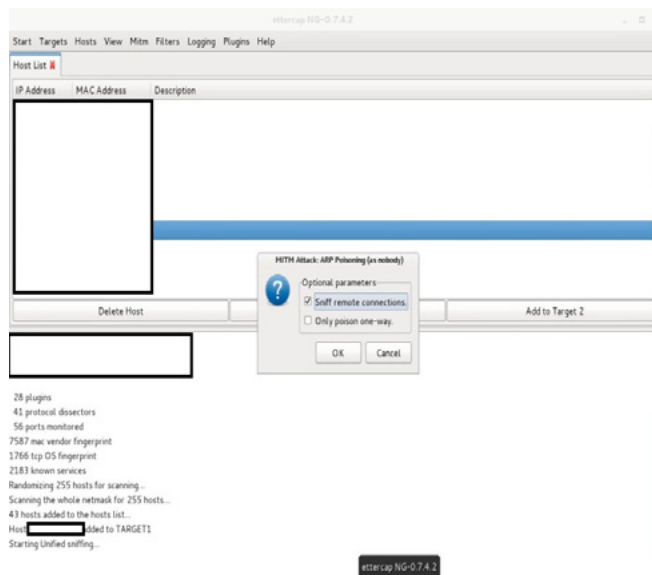 ettercap NG-0.7.4.2
Start Targets Hosts View Mitm Filters Logging Plugins Help
Host List
IP Address MAC Address Description
MITM Attack: ARP Poisoning (as nobody)
Optional parameters
Sniff remote connections.
Only poison one-way.
OK Cancel
Delete Host Add to Target 2
28 plugins
41 protocol dissectors
56 ports monitored
7587 mac vendor fingerprint
1766 tcp OS fingerprint
2183 known services
Randomizing 255 hosts for scanning...
Scanning the whole netmask for 255 hosts...
43 hosts added to the hosts list...
Host added to TARGET1
Starting Unified sniffing...
ettercap NG-0.7.4.2